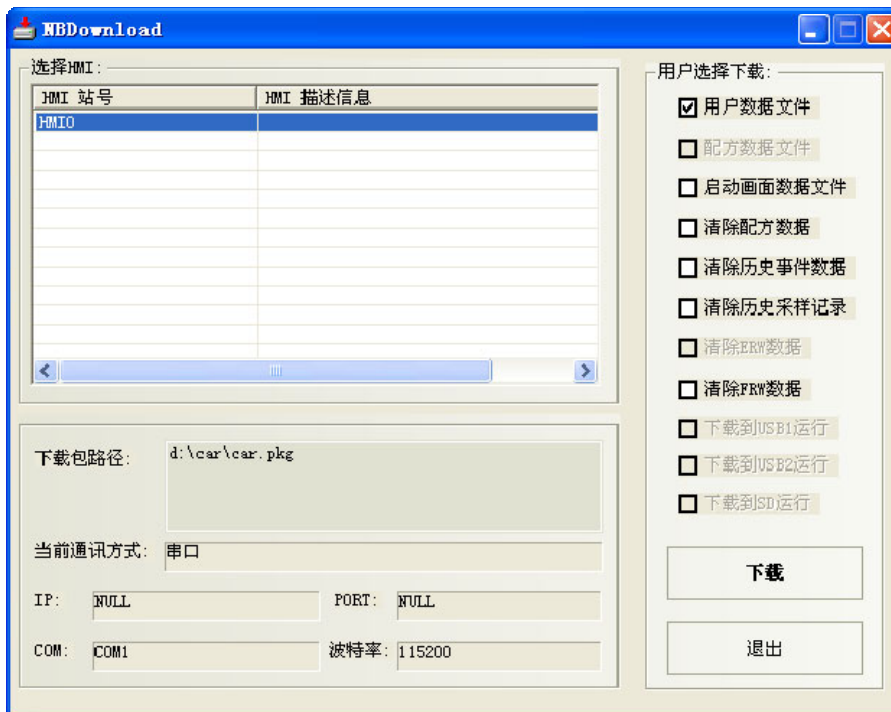 NBDownload
选择HMI:
HMI 站号 HMI 描述信息
HMI0
下载包路径: d:\car\car.pkg
当前通讯方式: 串口
IP: NULL PORT: NULL
COM: COM1 波特率: 115200
用户选择下载:
用户数据文件
配方数据文件
启动画面数据文件
清除配方数据
清除历史事件数据
清除历史采样记录
清除ERW数据
清除FRW数据
下载到USB1运行
下载到USB2运行
下载到SD运行
下载
退出